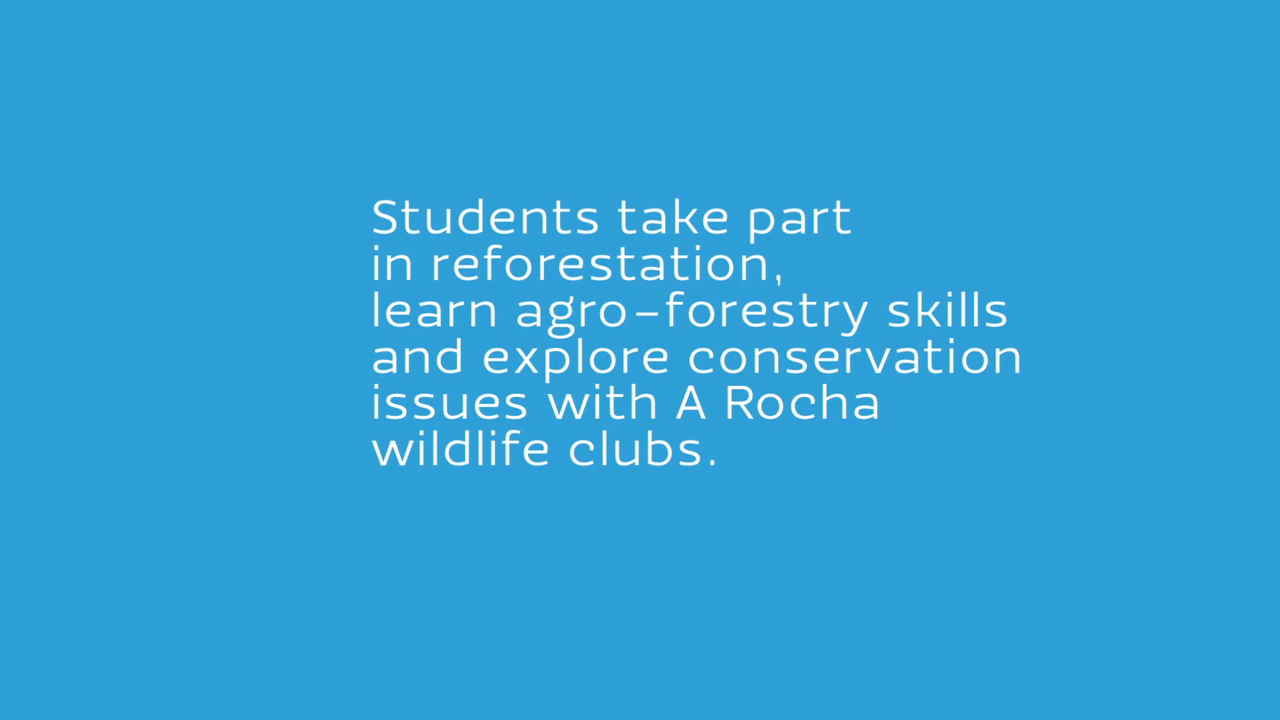 Students take part
in reforestation,
learn agro-forestry skills
and explore conservation
issues with A Rocha
wildlife clubs.